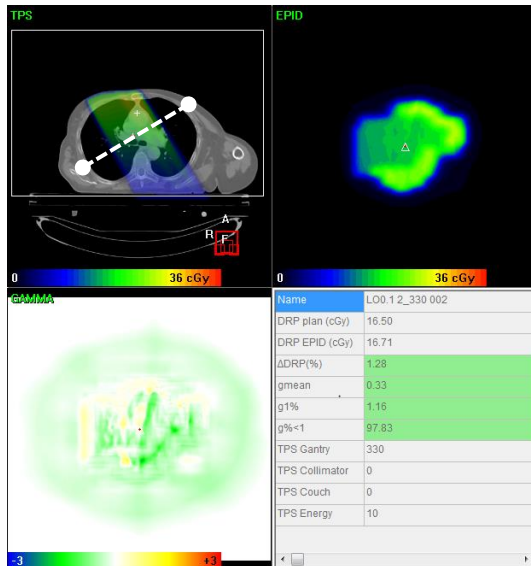 TPS
A
R
F
0 36 cGy
EPID
0 36 cGy
GAMMA
-3 +3
Name LO0.1 2_330 002
DRP plan (cGy) 16.50
DRP EPID (cGy) 16.71
ΔDRP(%) 1.28
gmean 0.33
g1% 1.16
g%<1 97.83
TPS Gantry 330
TPS Collimator 0
TPS Couch 0
TPS Energy 10